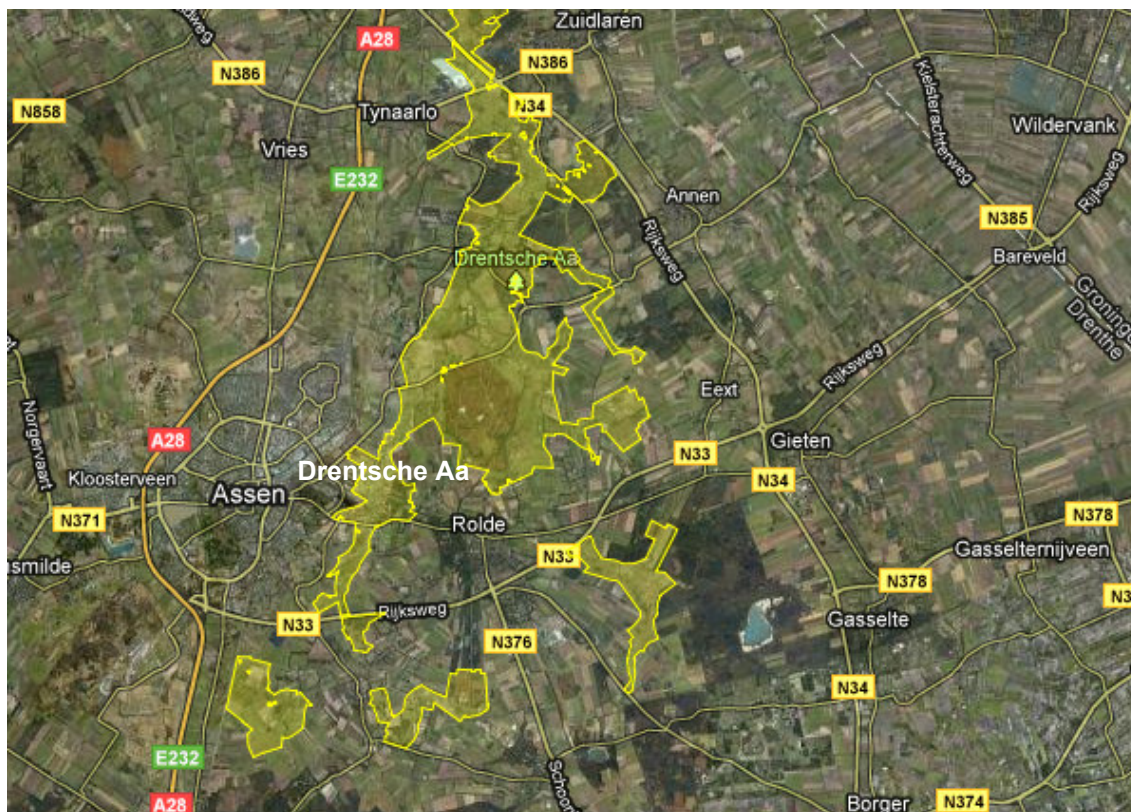 Zuidlaren
A28
N386
N386
N858
Tynaarlo
N34
Vries
E232
Kielsterachterweg
Wildervank
Annen
Rijksweg
N385
Drentsche Aa
Rijksweg
Bareveld
Drenthe
Norgervaart
Eext
Rijksweg
A28
Gieten
N33
Kloosterveen
Drentsche Aa
Assen
N34
N371
Rolde
N378
Gasselternijveen
N33
N378
Rijksweg
N33
Gasselte
N376
N34
E232
A28
Borger
N374